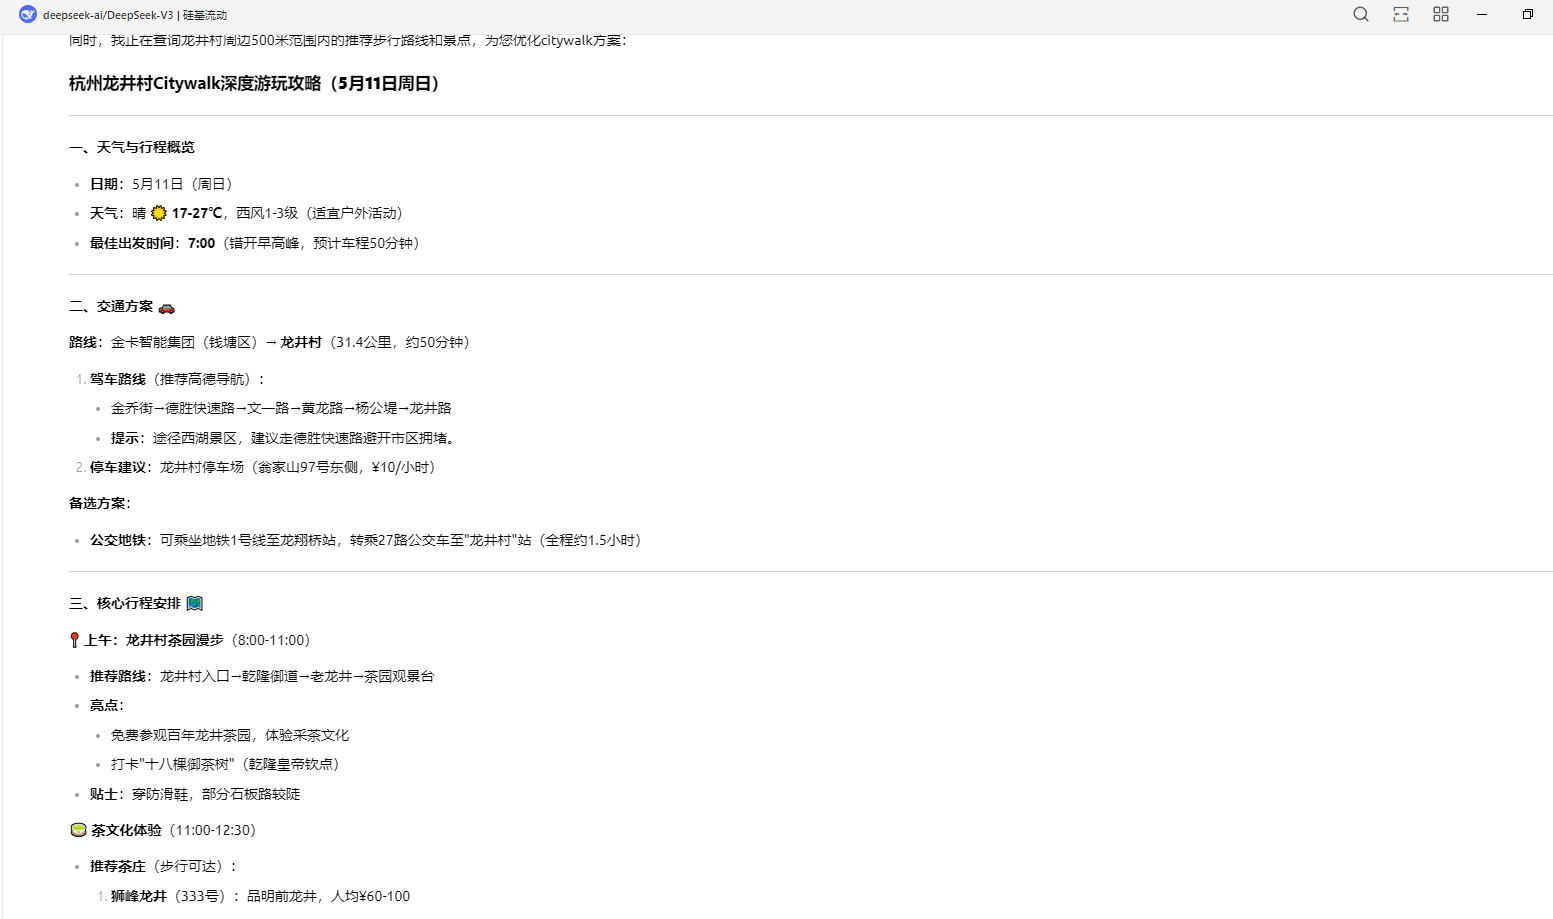 deepseek-ai/DeepSeek-V3 | 硅基流动
同时，我正在查询龙井村周边500米范围内的推荐步行路线和景点，为您优化citywalk方案：
杭州龙井村Citywalk深度游玩攻略（5月11日周日）
一、天气与行程概览
日期：5月11日（周日）
天气：晴 ☀️ 17-27℃，西风1-3级（适宜户外活动）
最佳出发时间：7:00（错开早高峰，预计车程50分钟）
二、交通方案 🚗
路线：金卡智能集团（钱塘区）→ 龙井村（31.4公里，约50分钟）
1. 驾车路线（推荐高德导航）：
金乔街→德胜快速路→文一路→黄龙路→杨公堤→龙井路
提示：途径西湖景区，建议走德胜快速路避开市区拥堵。
2. 停车建议：龙井村停车场（翁家山97号东侧，¥10/小时）
备选方案：
公交地铁：可乘坐地铁1号线至龙翔桥站，转乘27路公交车至"龙井村"站（全程约1.5小时）
三、核心行程安排 🗺️
📍上午：龙井村茶园漫步（8:00-11:00）
推荐路线：龙井村入口→乾隆御道→老龙井→茶园观景台
亮点：
免费参观百年龙井茶园，体验采茶文化
打卡"十八棵御茶树"（乾隆皇帝钦点）
贴士：穿防滑鞋，部分石板路较陡
🍵 茶文化体验（11:00-12:30）
推荐茶庄（步行可达）：
1. 狮峰龙井（333号）：品明前龙井，人均¥60-100